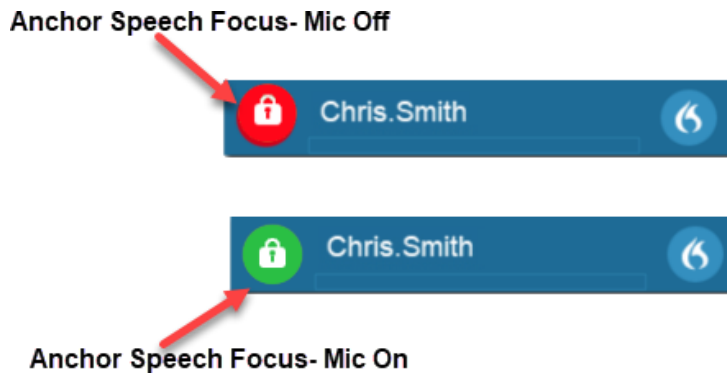 Anchor Speech Focus- Mic Off
Chris.Smith
Chris.Smith
Anchor Speech Focus- Mic On